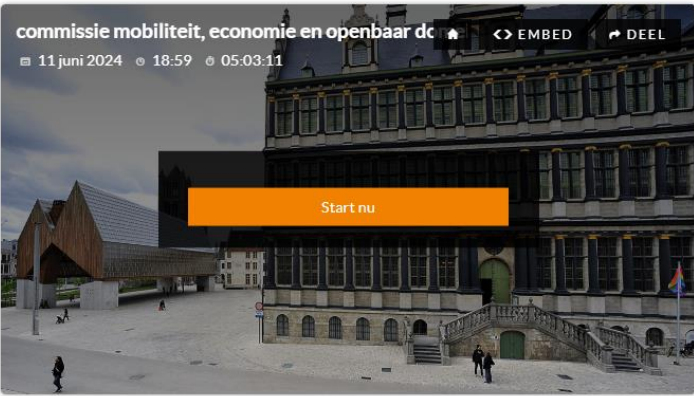 commissie mobiliteit, economie en openbaar do
<> EMBED
DEEL
11 juni 2024 18:59 05:03:11
Start nu